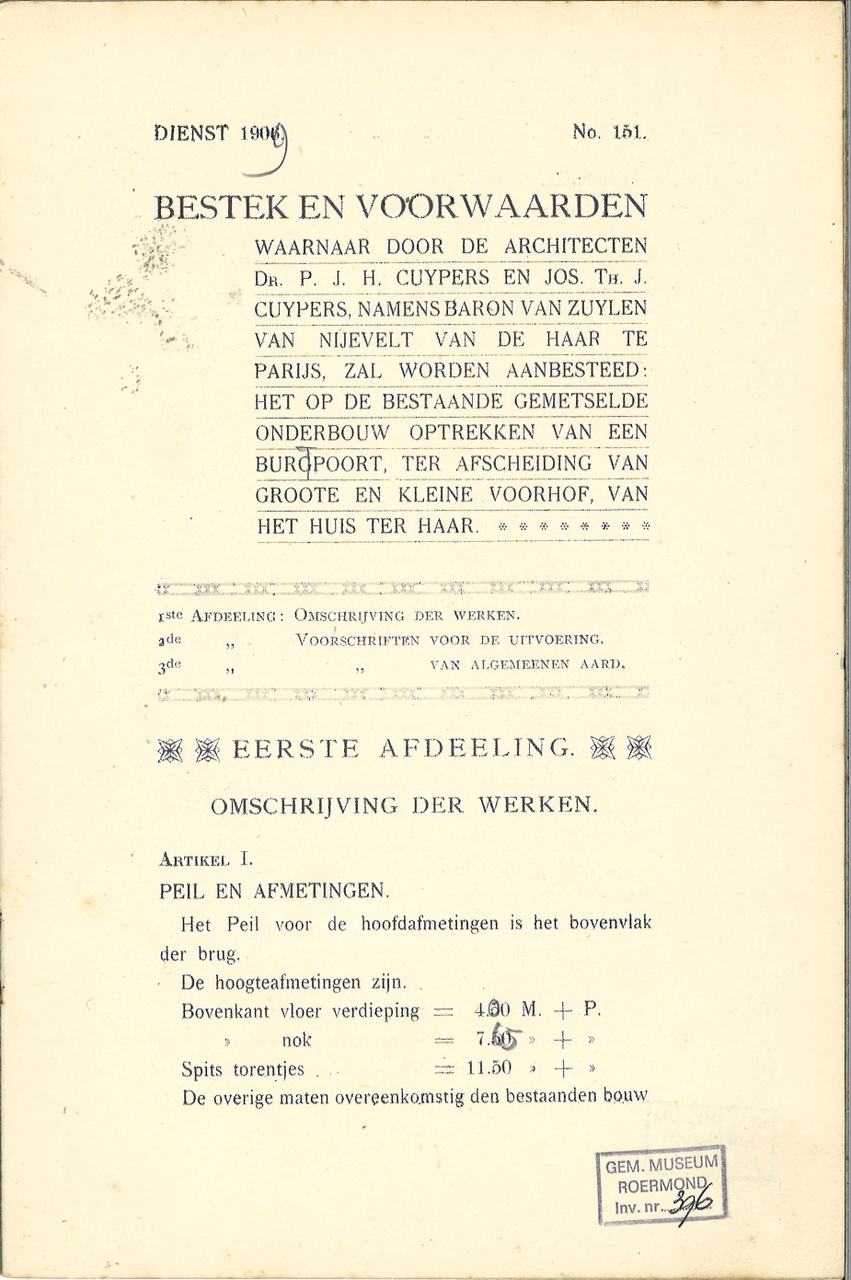 DIENST 1909 No. 151.
BESTEK EN VOORWAARDEN
WAARNAAR DOOR DE ARCHITECTEN
DR. P. J. H. CUYPERS EN JOS. TH. J.
CUYPERS, NAMENS BARON VAN ZUYLEN
VAN NIJEVELT VAN DE HAAR TE
PARIJS, ZAL WORDEN AANBESTEED:
HET OP DE BESTAANDE GEMETSELDE
ONDERBOUW OPTREKKEN VAN EEN
BURGPOORT, TER AFSCHEIDING VAN
GROOTE EN KLEINE VOORHOF, VAN
HET HUIS TER HAAR. * * * * * * * *
1ste AFDEELING: OMSCHRIJVING DER WERKEN.
2de „ VOORSCHRIFTEN VOOR DE UITVOERING.
3de „ „ VAN ALGEMEENEN AARD.
EERSTE AFDEELING.
OMSCHRIJVING DER WERKEN.
ARTIKEL I.
PEIL EN AFMETINGEN.
Het Peil voor de hoofdafmetingen is het bovenvlak
der brug.
De hoogteafmetingen zijn.
Bovenkant vloer verdieping = M. + P.
» nok = » + »
Spits torentjes = 11.50 » + »
De overige maten overeenkomstig den bestaanden bouw
GEM. MUSEUM
ROERMOND
Inv. nr. 396